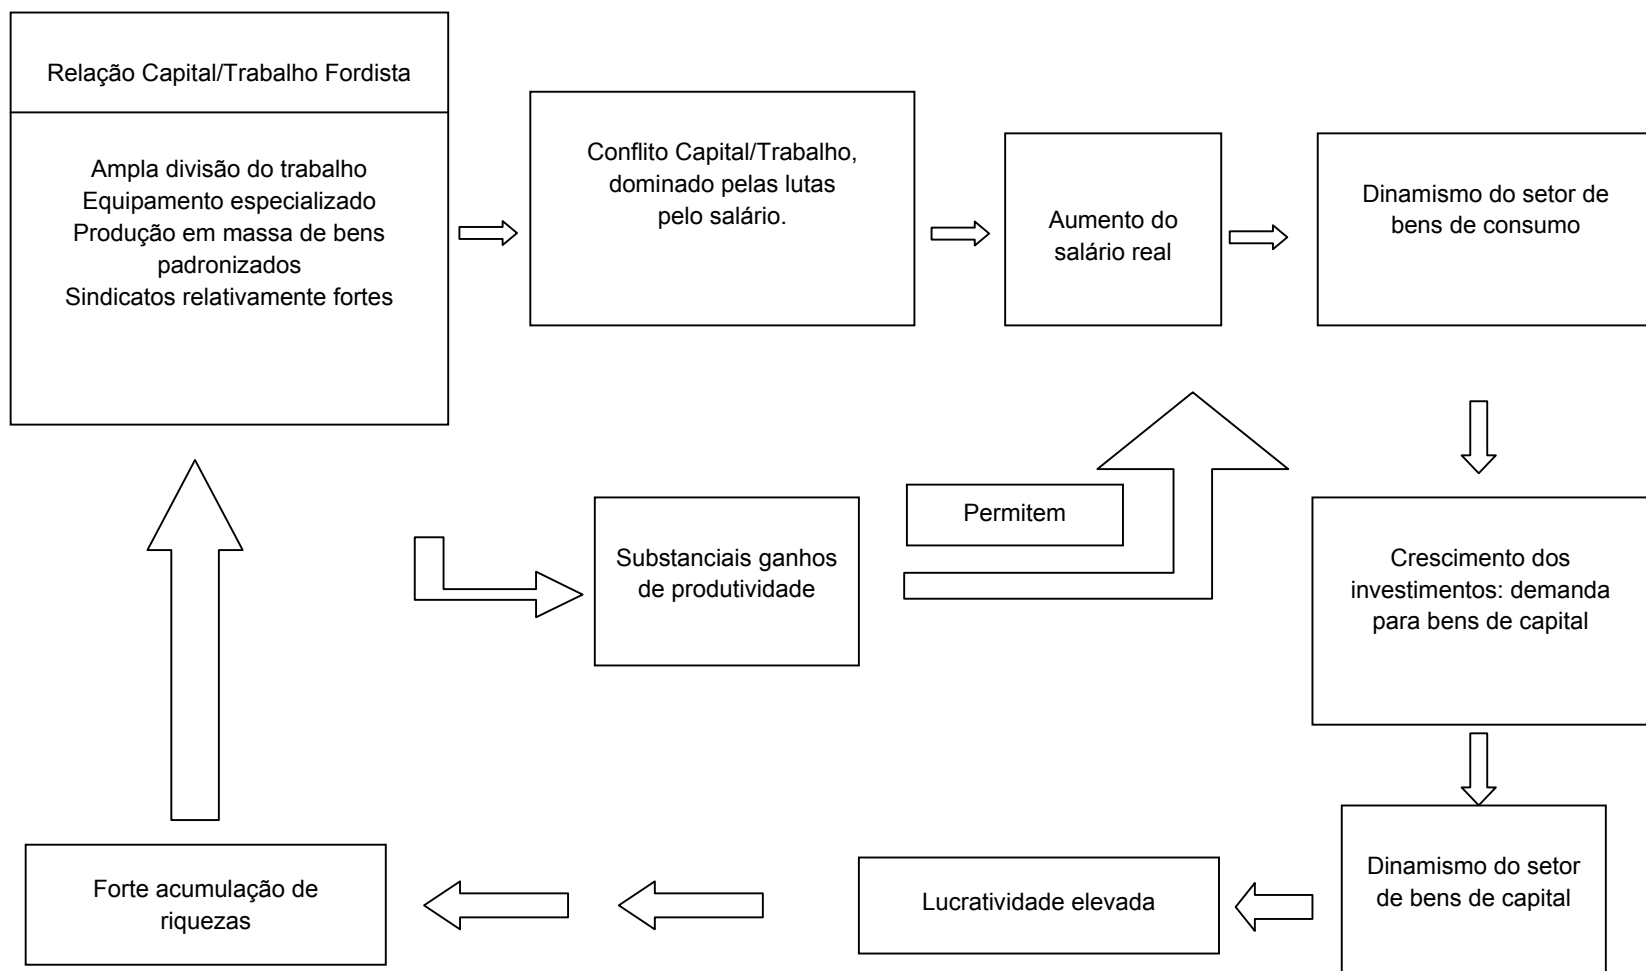 Relação Capital/Trabalho Fordista
Ampla divisão do trabalho
Equipamento especializado
Produção em massa de bens
padronizados
Sindicatos relativamente fortes
Conflito Capital/Trabalho,
dominado pelas lutas
pelo salário.
Aumento do
salário real
Dinamismo do setor de
bens de consumo
Substanciais ganhos
de produtividade
Permitem
Crescimento dos
investimentos: demanda
para bens de capital
Dinamismo do setor
de bens de capital
Lucratividade elevada
Forte acumulação de
riquezas